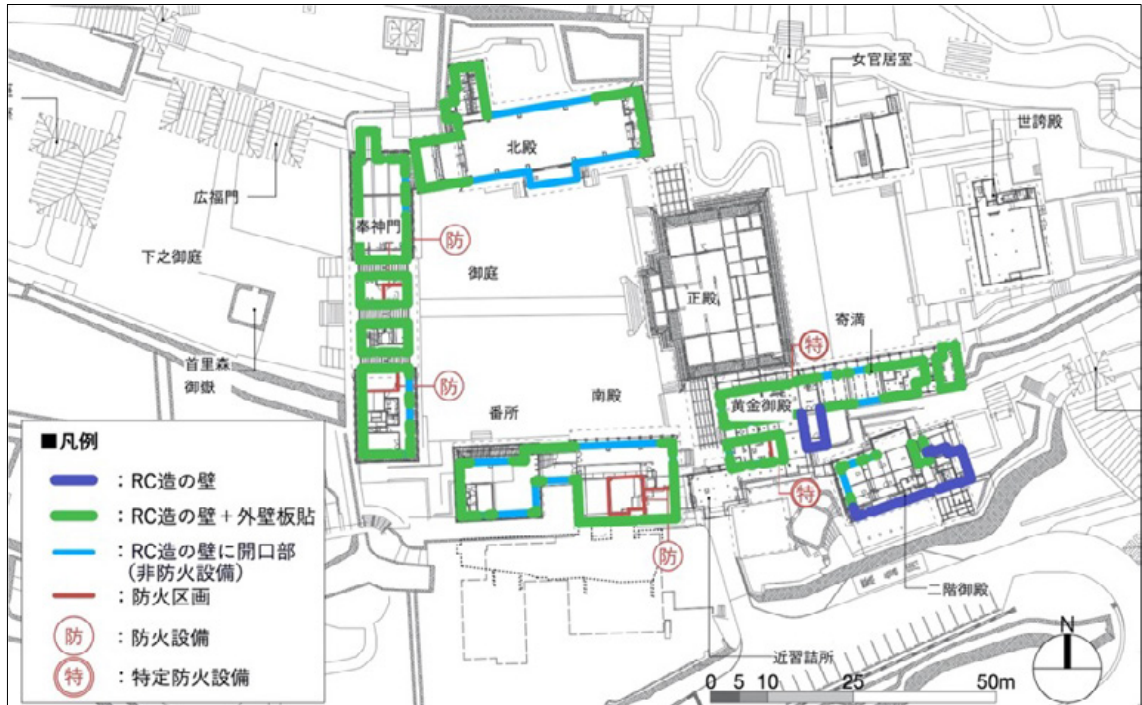 女官居室
世誇殿
北殿
広福門
奉神門
防
下之御庭
御庭
正殿
寄満
特
首里森
御嶽
防
番所
南殿
黄金御殿
特
防
二階御殿
近習詰所
N
0 5 10 25 50m
■凡例
：RC造の壁
：RC造の壁＋外壁板貼
：RC造の壁に開口部
（非防火設備）
：防火区画
防 ：防火設備
特 ：特定防火設備